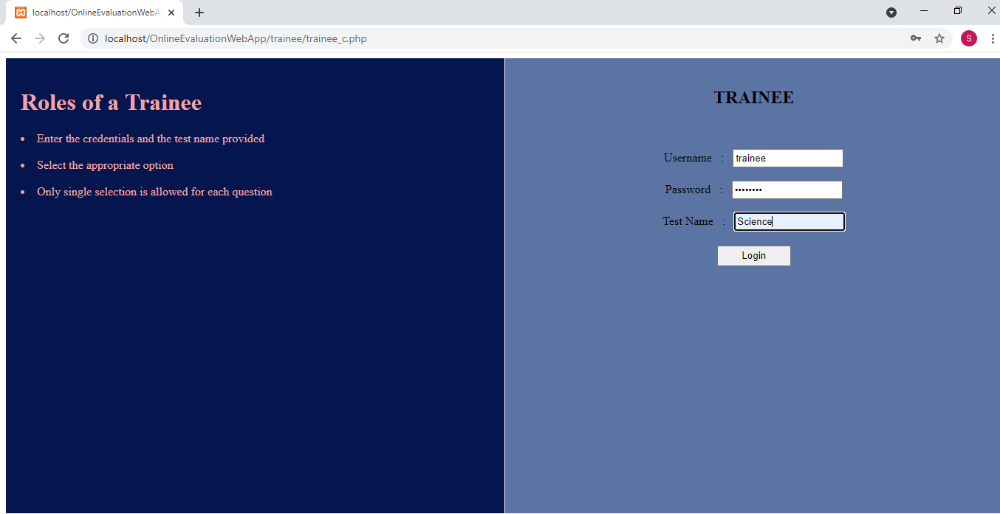 localhost/OnlineEvaluationWebA
localhost/OnlineEvaluationWebApp/trainee/trainee_c.php
S
Roles of a Trainee
• Enter the credentials and the test name provided
• Select the appropriate option
• Only single selection is allowed for each question
TRAINEE
Username : trainee
Password : ••••••••
Test Name : Science
Login